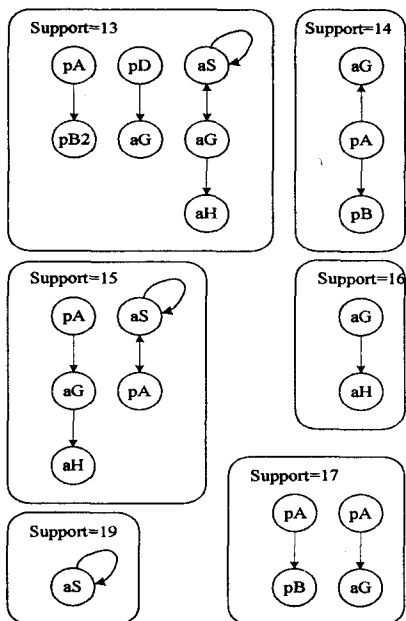 Support=13
pA pD aS
pB2 aG aG
aH
Support=14
aG
pA
pB
Support=15
pA aS
aG pA
aH
Support=16
aG
aH
Support=17
pA pA
pB aG
Support=19
aS